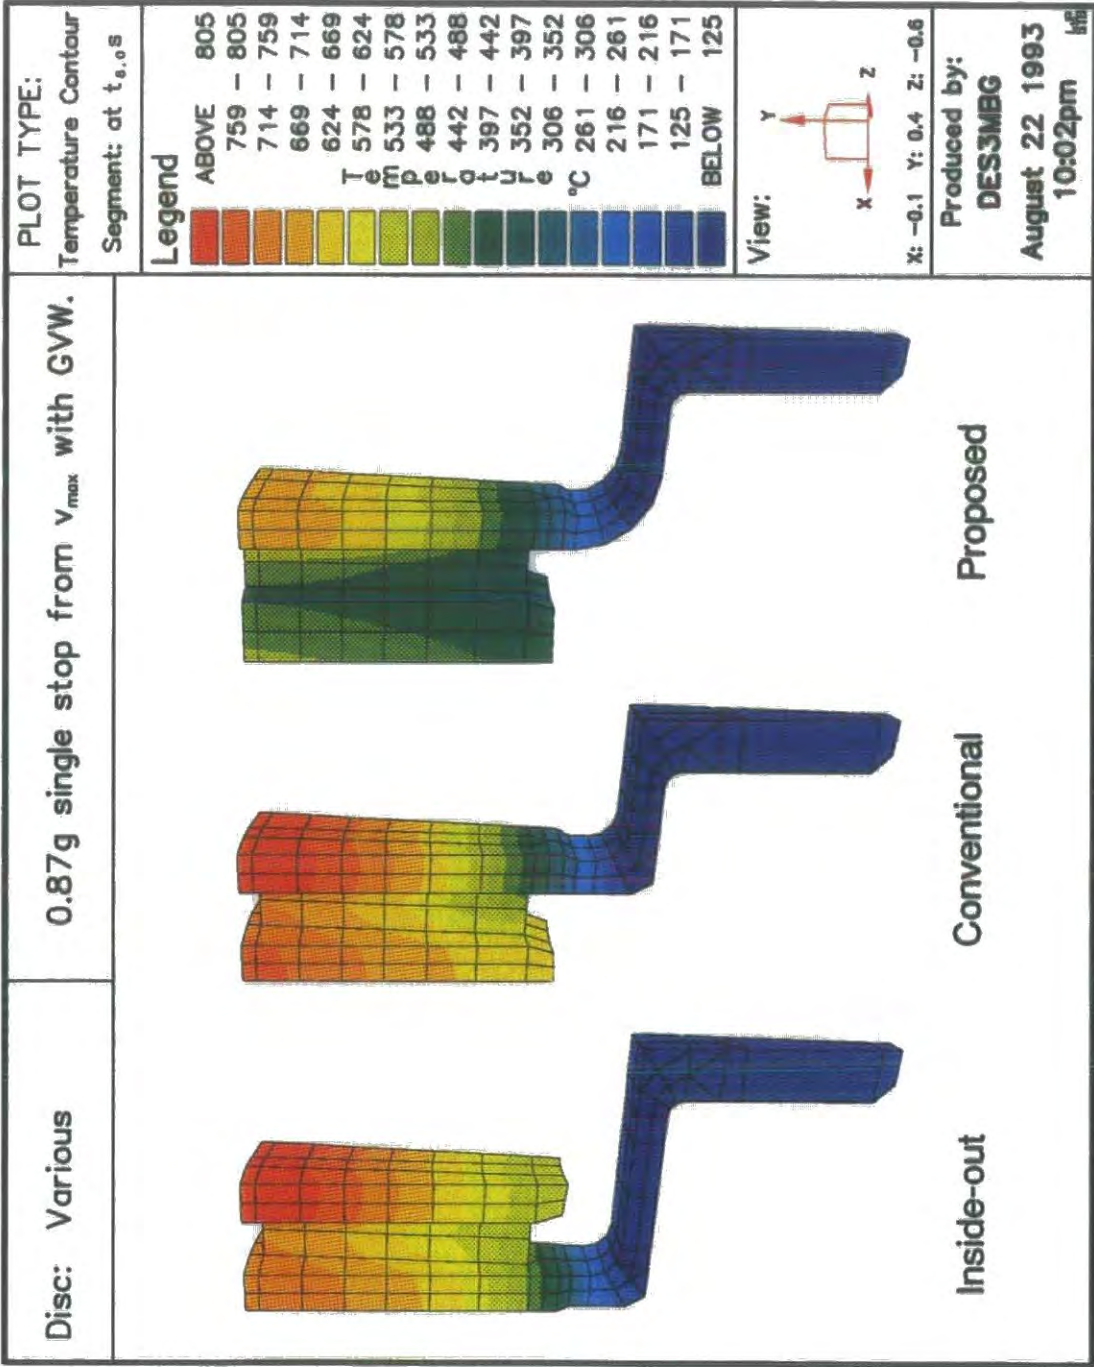 Disc: Various
0.87g single stop from vmax with GVW.
PLOT TYPE:
Temperature Contour
Segment: at t8.0s
Legend
ABOVE 805
759 – 805
714 – 759
669 – 714
624 – 669
578 – 624
533 – 578
488 – 533
442 – 488
397 – 442
352 – 397
306 – 352
261 – 306
216 – 261
171 – 216
125 – 171
BELOW 125
Temperature °C
View:
Y
X
Z
X: -0.1 Y: 0.4 Z: -0.6
Produced by:
DES3MBG
August 22 1993
10:02pm
Inside-out
Conventional
Proposed